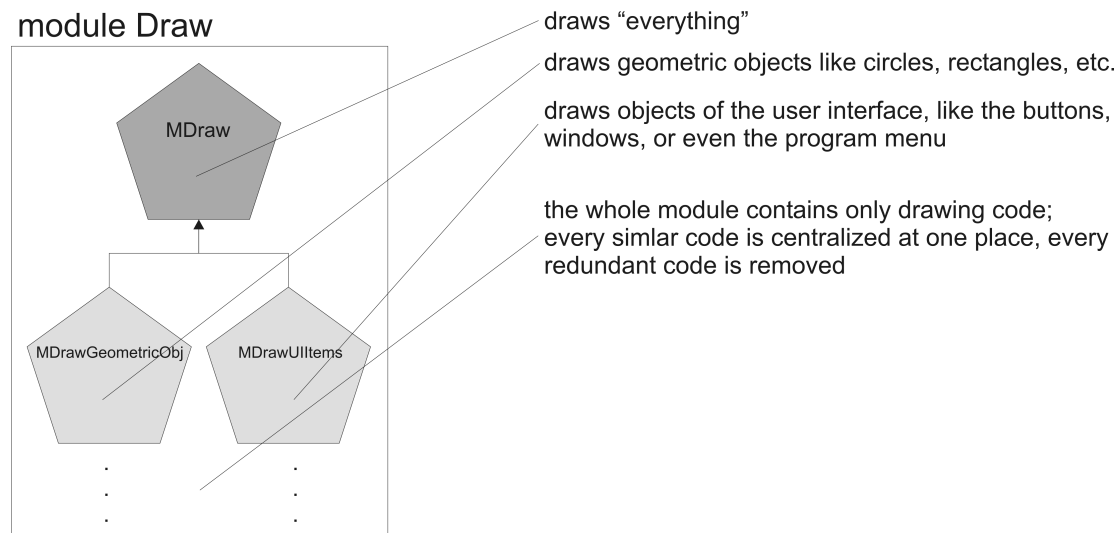 module Draw
draws “everything”
draws geometric objects like circles, rectangles, etc.
draws objects of the user interface, like the buttons,
windows, or even the program menu
the whole module contains only drawing code;
every simlar code is centralized at one place, every
redundant code is removed
MDraw
MDrawGeometricObj
MDrawUIItems